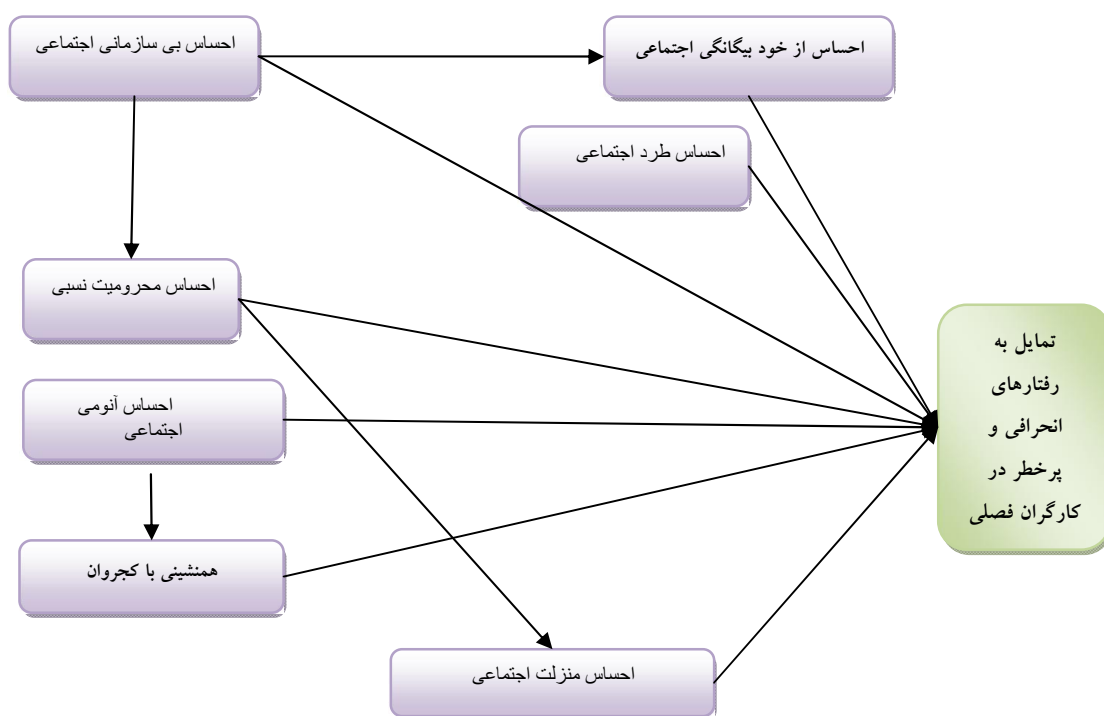 احساس بی سازمانی اجتماعی
احساس از خود بیگانگی اجتماعی
احساس طرد اجتماعی
احساس محرومیت نسبی
تمایل به
رفتارهای
انحرافی و
پرخطر در
کارگران فصلی
احساس آنومی
اجتماعی
همنشینی با کجروان
احساس منزلت اجتماعی